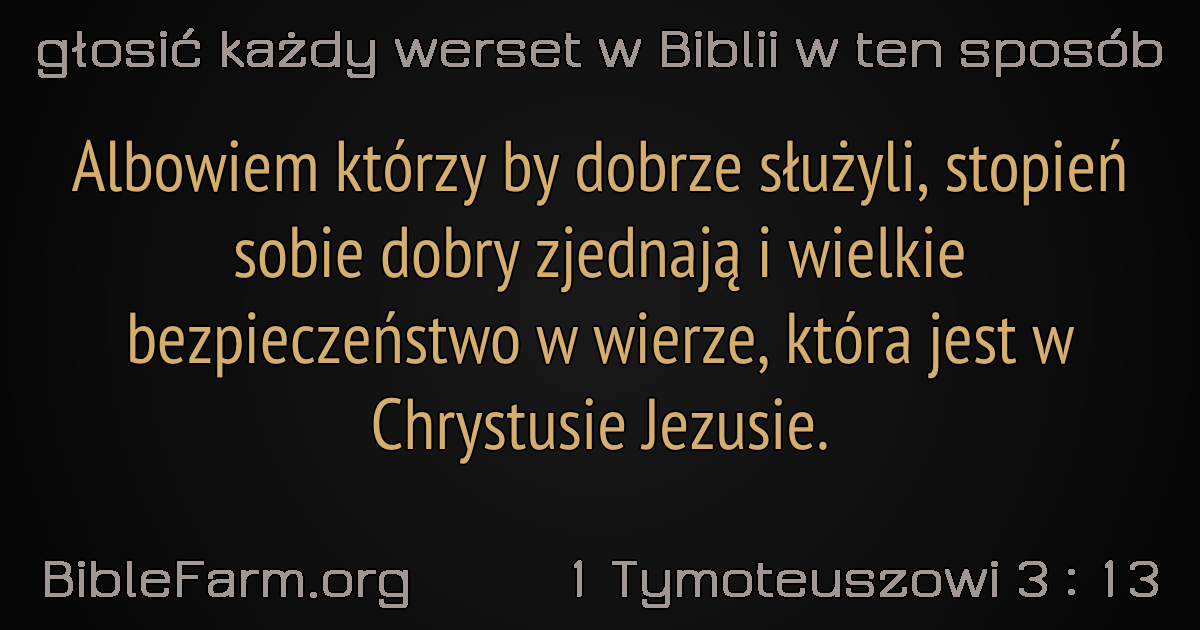 głosić każdy werset w Biblii w ten sposób
Albowiem którzy by dobrze służyli, stopień
sobie dobry zjednają i wielkie
bezpieczeństwo w wierze, która jest w
Chrystusie Jezusie.
BibleFarm.org
1 Tymoteuszowi 3 : 13